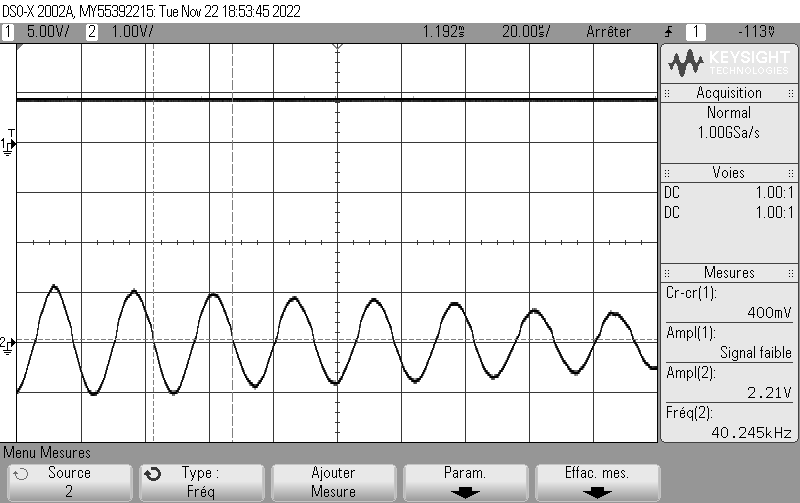 DSO-X 2002A, MY55392215: Tue Nov 22 18:53:45 2022
1 5.00V/ 2 1.00V/ 1.192s 20.00s/ Arrêter 1 -113V
KEYSIGHT
TECHNOLOGIES
Acquisition
Normal
1.00GSa/s
Voies
DC 1.00:1
DC 1.00:1
Mesures
Cr-cr(1):
400mV
Ampl(1):
Signal faible
Ampl(2):
2.21V
Fréq(2):
40.245kHz
T
1
2
Menu Mesures
Source
2
Type :
Fréq
Ajouter
Mesure
Param.
Effac. mes.